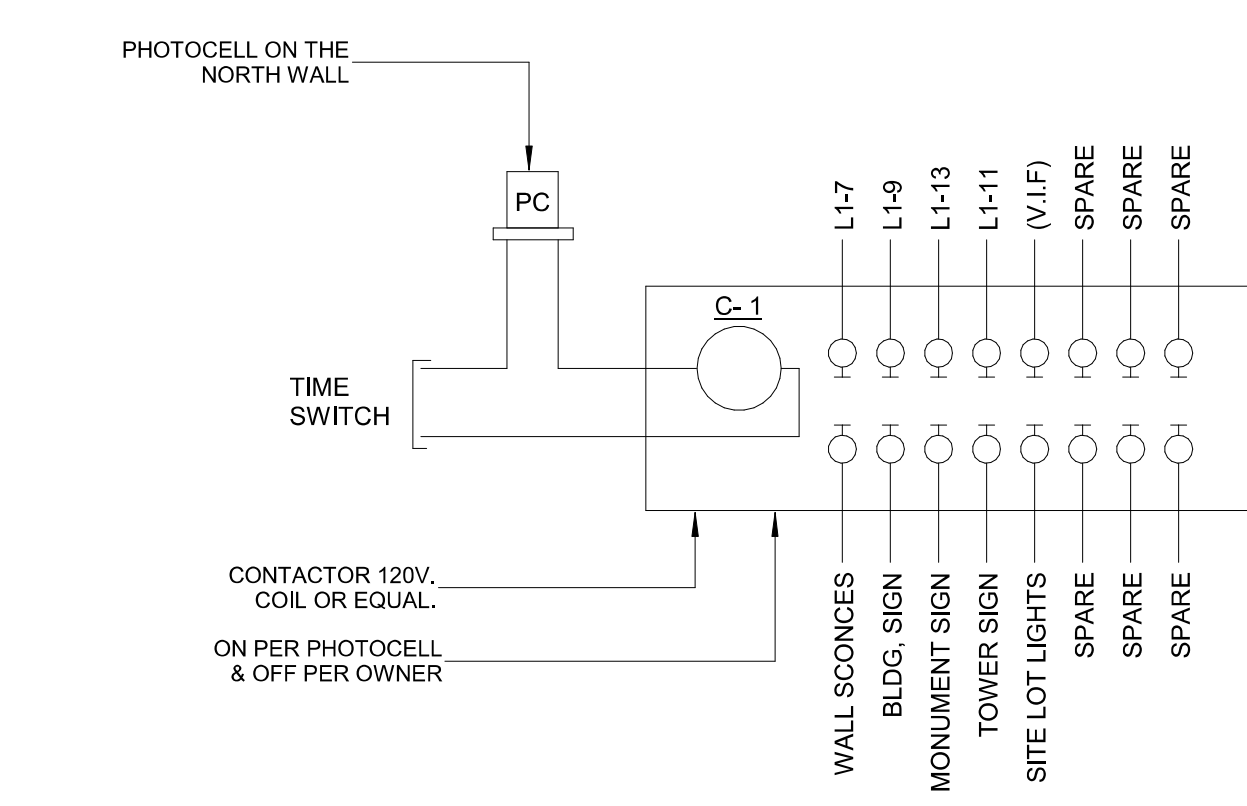 PHOTOCELL ON THE
NORTH WALL
PC
L1-7
L1-9
L1-13
L1-11
(V.I.F)
SPARE
SPARE
SPARE
C- 1
TIME
SWITCH
CONTACTOR 120V.
COIL OR EQUAL.
ON PER PHOTOCELL
& OFF PER OWNER
WALL SCONCES
BLDG, SIGN
MONUMENT SIGN
TOWER SIGN
SITE LOT LIGHTS
SPARE
SPARE
SPARE